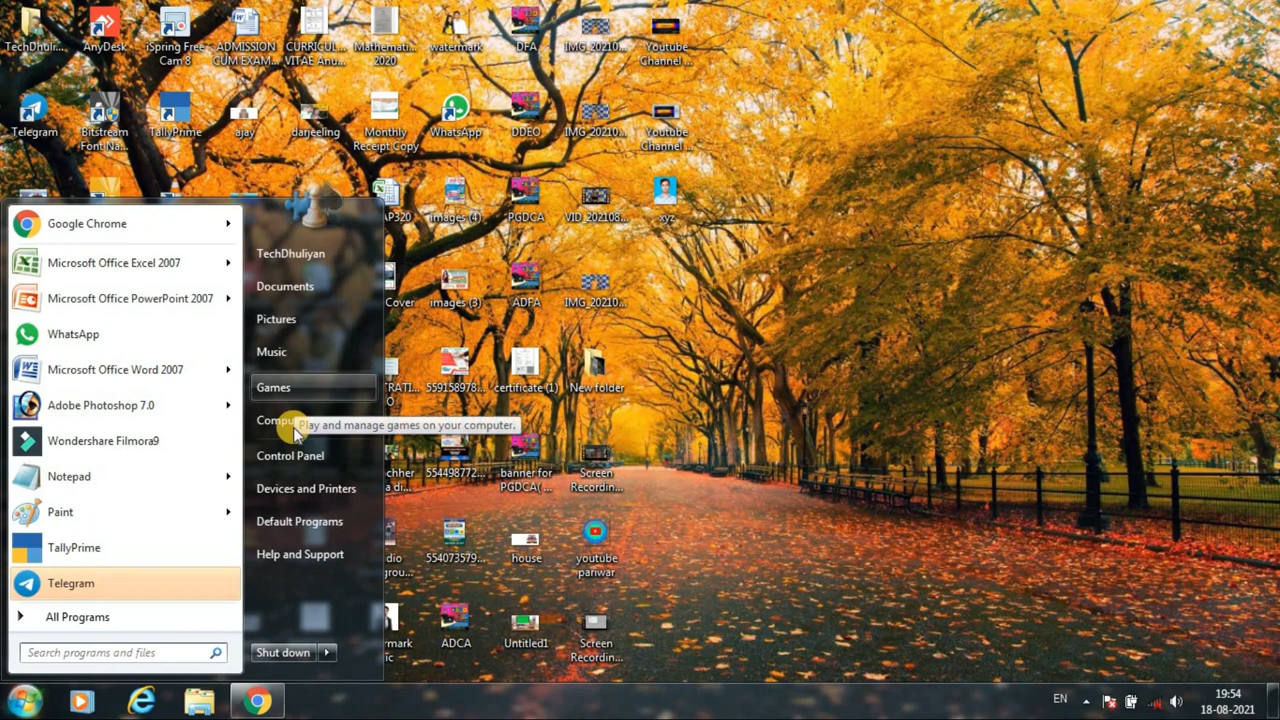 TechDhuli...
AnyDesk
iSpring Free
Cam 8
ADMISSION
CUM EXAM...
CURRICUL...
VITAE Anu...
Mathemati...
2020
watermark
DFA
IMG_20210...
Youtube
Channel ...
Telegram
Bitstream
Font Na...
TallyPrime
ajay
darjeeling
Monthly
Receipt Copy
WhatsApp
DDEO
IMG_20210...
Youtube
Channel ...
AP320
images (4)
PGDCA
VID_202108...
xyz
Cover
images (3)
ADFA
IMG_20210...
559158978...
certificate (1)
New folder
554498772...
banner for
PGDCA( ...
Screen
Recordin...
554073579...
house
youtube
pariwar
ADCA
Untitled1
Screen
Recordin...
Google Chrome
Microsoft Office Excel 2007
Microsoft Office PowerPoint 2007
WhatsApp
Microsoft Office Word 2007
Adobe Photoshop 7.0
Wondershare Filmora9
Notepad
Paint
TallyPrime
Telegram
All Programs
Search programs and files
TechDhuliyan
Documents
Pictures
Music
Games
Compu
Play and manage games on your computer.
Control Panel
Devices and Printers
Default Programs
Help and Support
Shut down
EN
19:54
18-08-2021